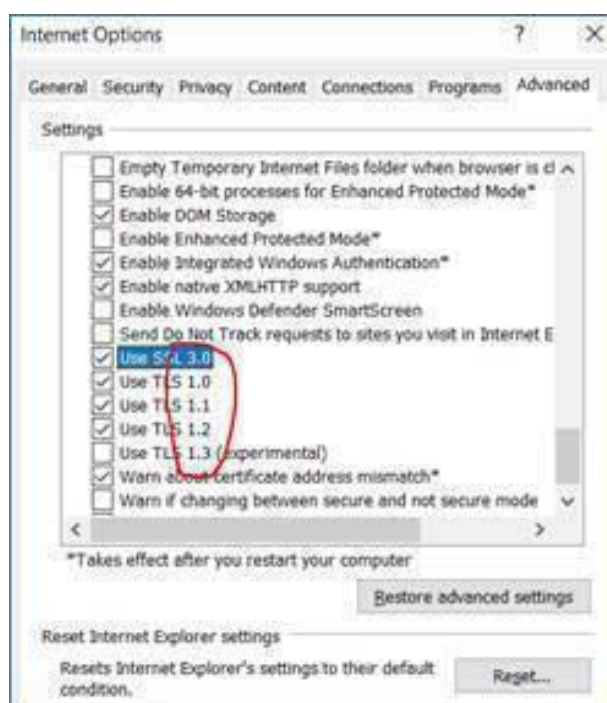 Internet Options ? ×
General Security Privacy Content Connections Programs Advanced
Settings
Empty Temporary Internet Files folder when browser is cl
Enable 64-bit processes for Enhanced Protected Mode*
Enable DOM Storage
Enable Enhanced Protected Mode*
Enable Integrated Windows Authentication*
Enable native XMLHTTP support
Enable Windows Defender SmartScreen
Send Do Not Track requests to sites you visit in Internet E
Use SSL 3.0
Use TLS 1.0
Use TLS 1.1
Use TLS 1.2
Use TLS 1.3 (experimental)
Warn about certificate address mismatch*
Warn if changing between secure and not secure mode
*Takes effect after you restart your computer
Restore advanced settings
Reset Internet Explorer settings
Resets Internet Explorer's settings to their default
condition.
Reset...